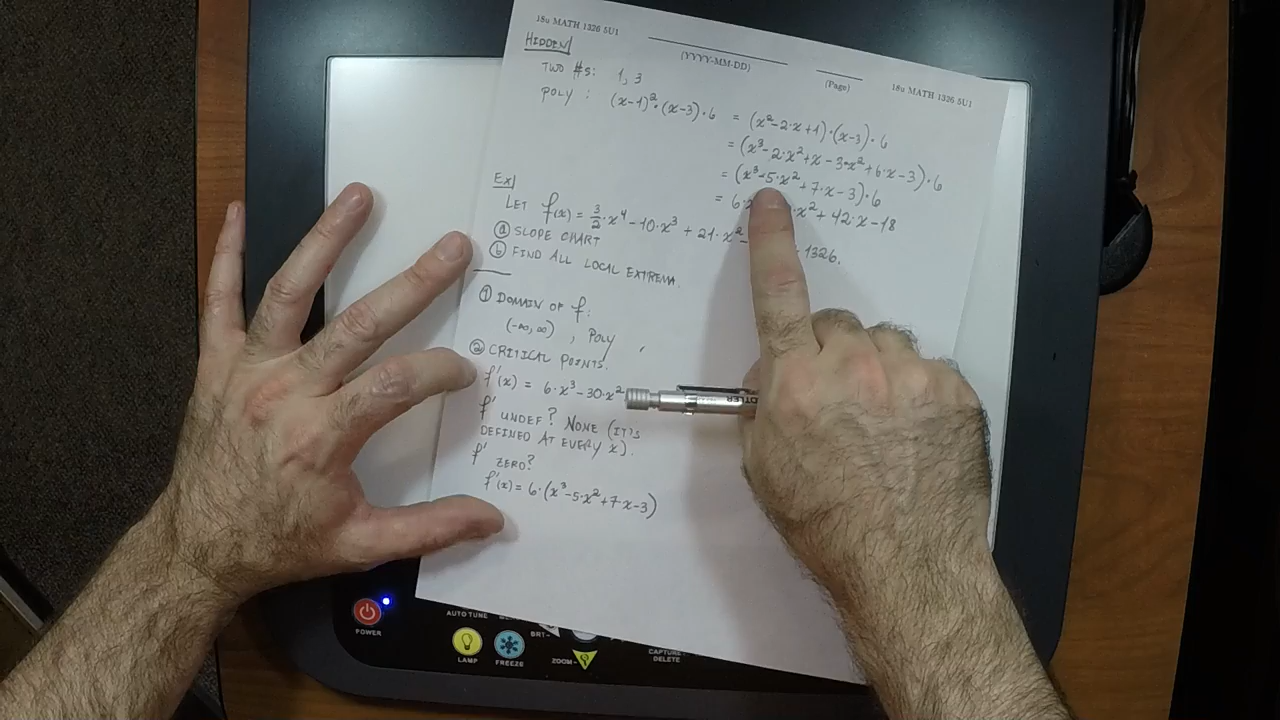 18u MATH 1326 5U1
(YYYY-MM-DD)
(Page)
18u MATH 1326 5U1
HIDDEN
TWO #S: 1, 3
POLY : (x-1)²·(x-3)·6 = (x²-2·x+1)·(x-3)·6
= (x³-2·x²+x-3·x²+6·x-3)·6
= (x³-5·x²+7·x-3)·6
= 6· x²+42·x-18
Ex
LET f(x) = 3/2·x⁴-10·x³+21·x² 1326.
ⓐ SLOPE CHART
ⓑ FIND ALL LOCAL EXTREMA.
① DOMAIN OF f:
(-∞,∞) , POLY
② CRITICAL POINTS.
f'(x) = 6·x³-30·x²
f' UNDEF? NONE (IT'S
DEFINED AT EVERY x).
f' ZERO?
f'(x) = 6·(x³-5·x²+7·x-3)
POWER
AUTO TUNE
LAMP
FREEZE
BRT-
ZOOM-
CAPTURE
DELETE